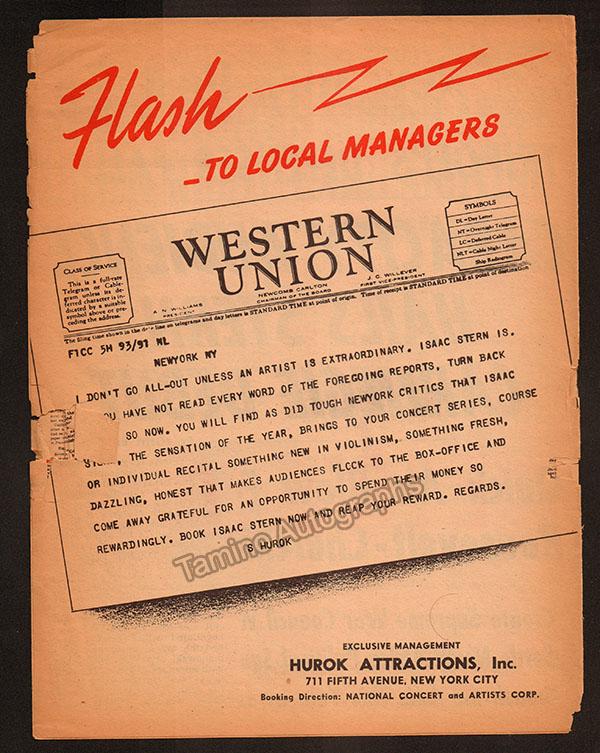 Flash
— TO LOCAL MANAGERS
CLASS OF SERVICE
This is a full-rate
Telegram or Cable-
gram unless its de-
ferred character is in-
dicated by a suitable
symbol above or pre-
ceding the address.
WESTERN
UNION
A. N. WILLIAMS
PRESIDENT
NEWCOMB CARLTON
CHAIRMAN OF THE BOARD
J. C. WILLEVER
FIRST VICE-PRESIDENT
SYMBOLS
DL=Day Letter
NT=Overnight Telegram
LC=Deferred Cable
NLT=Cable Night Letter
Ship Radiogram
The filing time shown in the date line on telegrams and day letters is STANDARD TIME at point of origin. Time of receipt is STANDARD TIME at point of destination
F1CC 5H 93/91 NL
NEWYORK NY
I DON'T GO ALL-OUT UNLESS AN ARTIST IS EXTRAORDINARY. ISAAC STERN IS.
YOU HAVE NOT READ EVERY WORD OF THE FOREGOING REPORTS, TURN BACK
SO NOW. YOU WILL FIND AS DID TOUGH NEWYORK CRITICS THAT ISAAC
STERN, THE SENSATION OF THE YEAR, BRINGS TO YOUR CONCERT SERIES, COURSE
OR INDIVIDUAL RECITAL SOMETHING NEW IN VIOLINISM, SOMETHING FRESH,
DAZZLING, HONEST THAT MAKES AUDIENCES FLOCK TO THE BOX-OFFICE AND
COME AWAY GRATEFUL FOR AN OPPORTUNITY TO SPEND THEIR MONEY SO
REWARDINGLY. BOOK ISAAC STERN NOW AND REAP YOUR REWARD. REGARDS.
S HUROK
Tamino Autographs
EXCLUSIVE MANAGEMENT
HUROK ATTRACTIONS, Inc.
711 FIFTH AVENUE, NEW YORK CITY
Booking Direction: NATIONAL CONCERT and ARTISTS CORP.